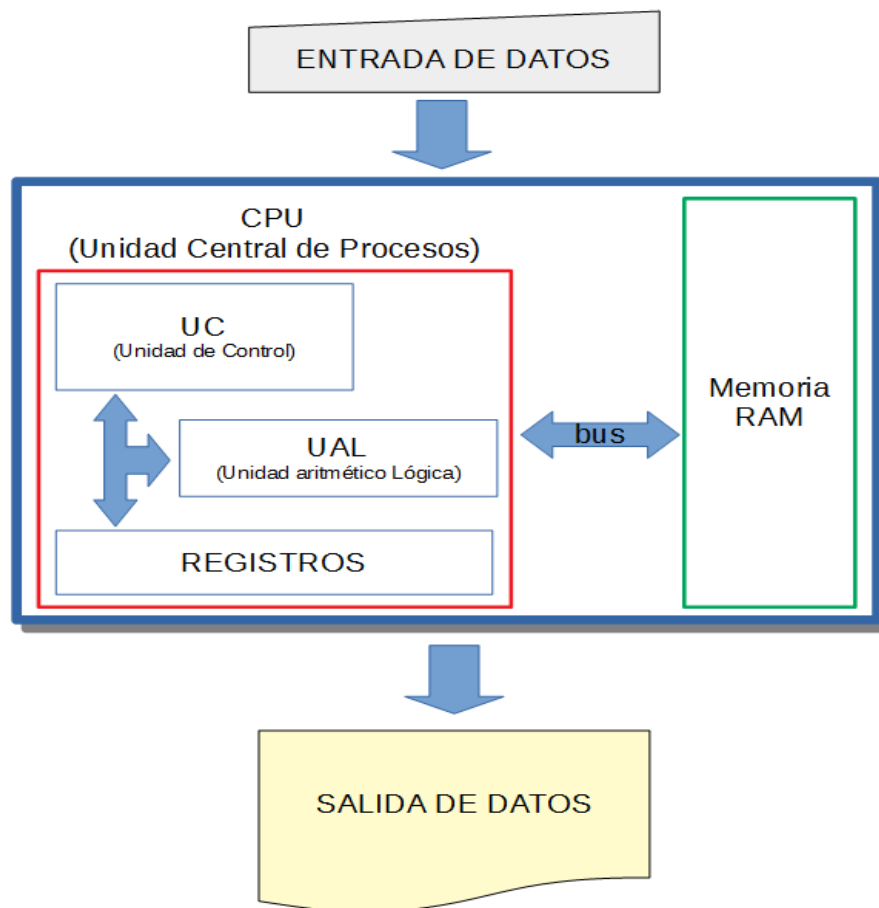 ENTRADA DE DATOS
CPU
(Unidad Central de Procesos)
UC
(Unidad de Control)
UAL
(Unidad aritmético Lógica)
REGISTROS
bus
Memoria
RAM
SALIDA DE DATOS